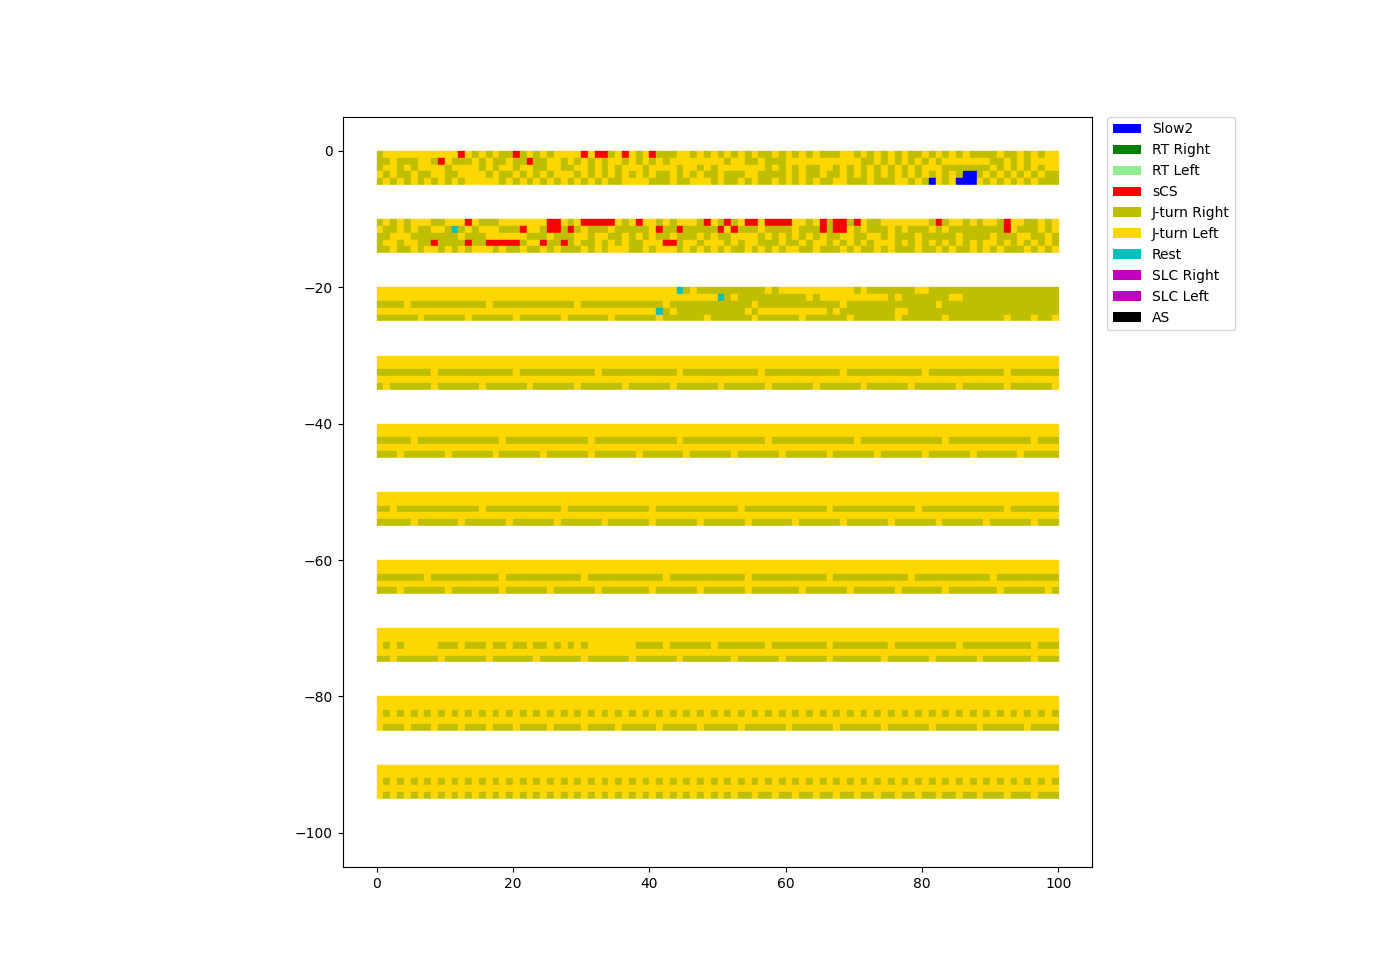 0
−20
−40
−60
−80
−100
0
20
40
60
80
100
Slow2
RT Right
RT Left
sCS
J-turn Right
J-turn Left
Rest
SLC Right
SLC Left
AS